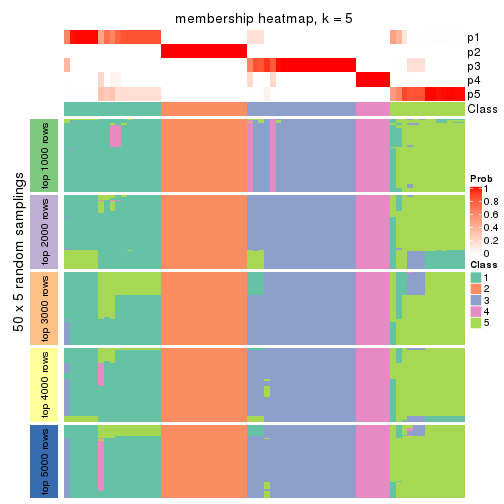 membership heatmap, k = 5
p1
p2
p3
p4
p5
Class
50 x 5 random samplings
top 1000 rows
top 2000 rows
top 3000 rows
top 4000 rows
top 5000 rows
Prob
1
0.8
0.6
0.4
0.2
0
Class
1
2
3
4
5